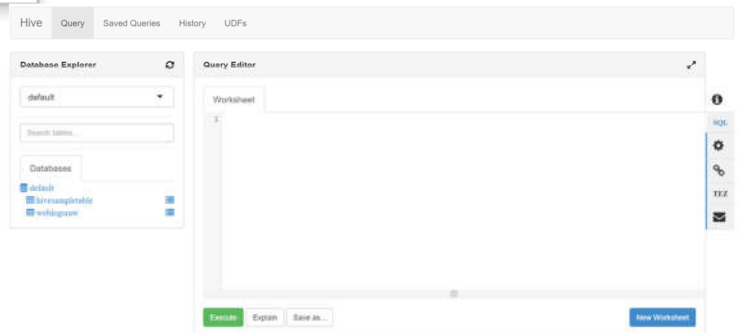 Hive Query Saved Queries History UDFs
Database Explorer
default
Search tables...
Databases
default
hivesampletable
Query Editor
Worksheet
1
SQL
TEZ
Execute Explain Save as... New Worksheet